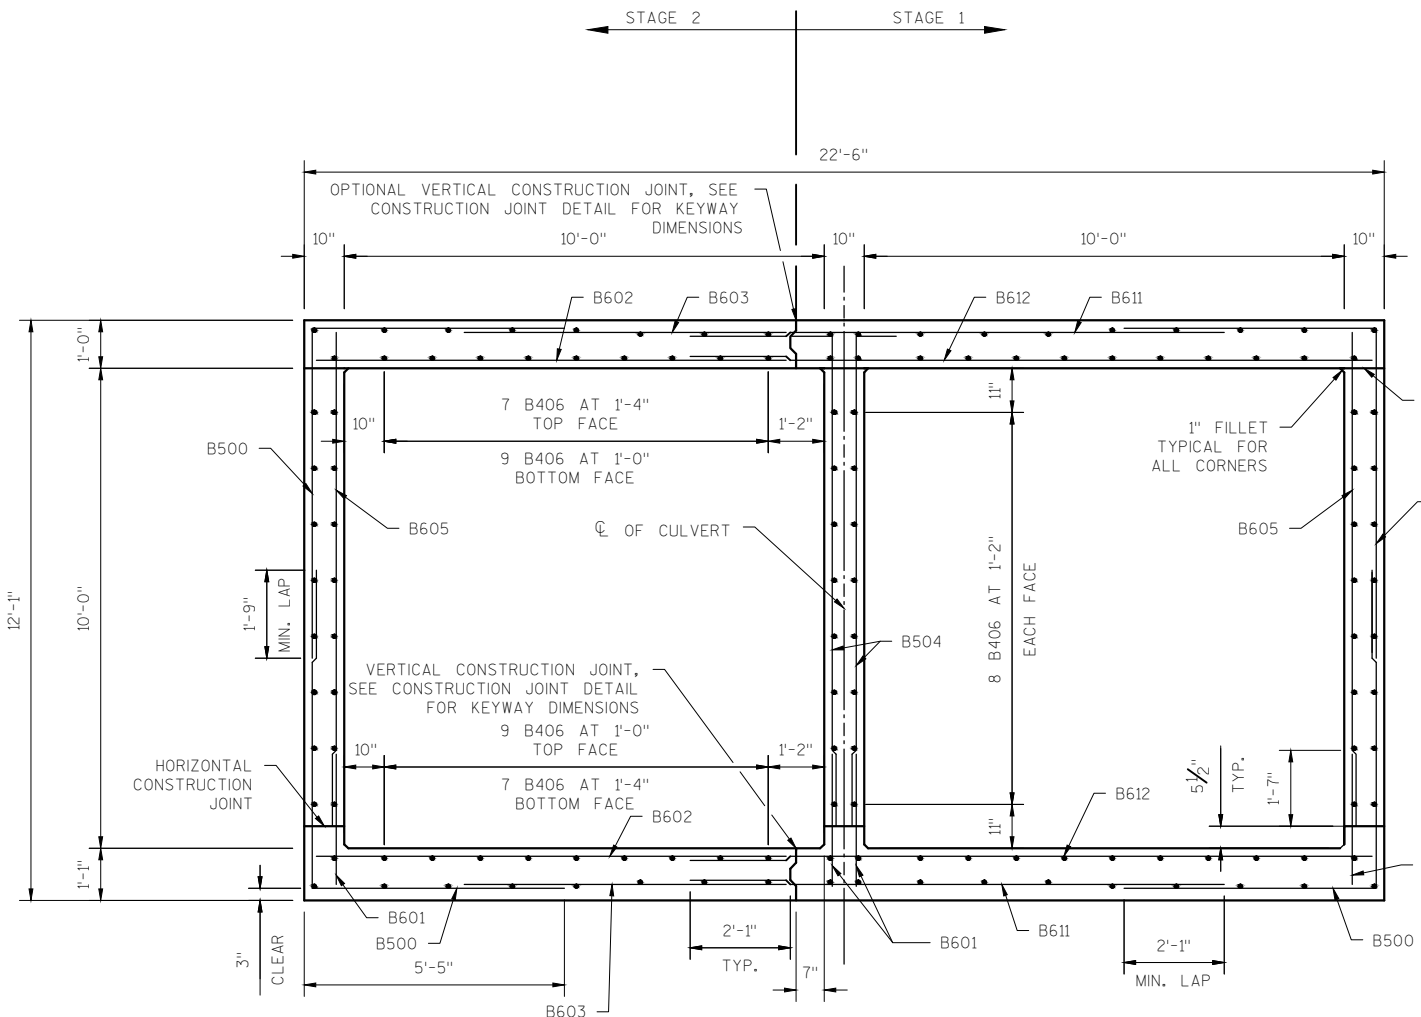 STAGE 2
STAGE 1
22'-6"
OPTIONAL VERTICAL CONSTRUCTION JOINT, SEE
CONSTRUCTION JOINT DETAIL FOR KEYWAY
DIMENSIONS
10"
10'-0"
10"
10'-0"
10"
B602
B603
B612
B611
1'-0"
7 B406 AT 1'-4"
TOP FACE
10"
1'-2"
9 B406 AT 1'-0"
BOTTOM FACE
11"
1" FILLET
TYPICAL FOR
ALL CORNERS
B500
B605
℄ OF CULVERT
B605
12'-1"
10'-0"
1'-9"
MIN. LAP
8 B406 AT 1'-2"
EACH FACE
B504
VERTICAL CONSTRUCTION JOINT,
SEE CONSTRUCTION JOINT DETAIL
FOR KEYWAY DIMENSIONS
9 B406 AT 1'-0"
TOP FACE
10"
1'-2"
7 B406 AT 1'-4"
BOTTOM FACE
HORIZONTAL
CONSTRUCTION
JOINT
5½"
TYP.
1'-7"
B602
B612
11"
1'-1"
B601
B500
3"
CLEAR
5'-5"
B603
2'-1"
TYP.
7"
B601
B611
2'-1"
MIN. LAP
B500